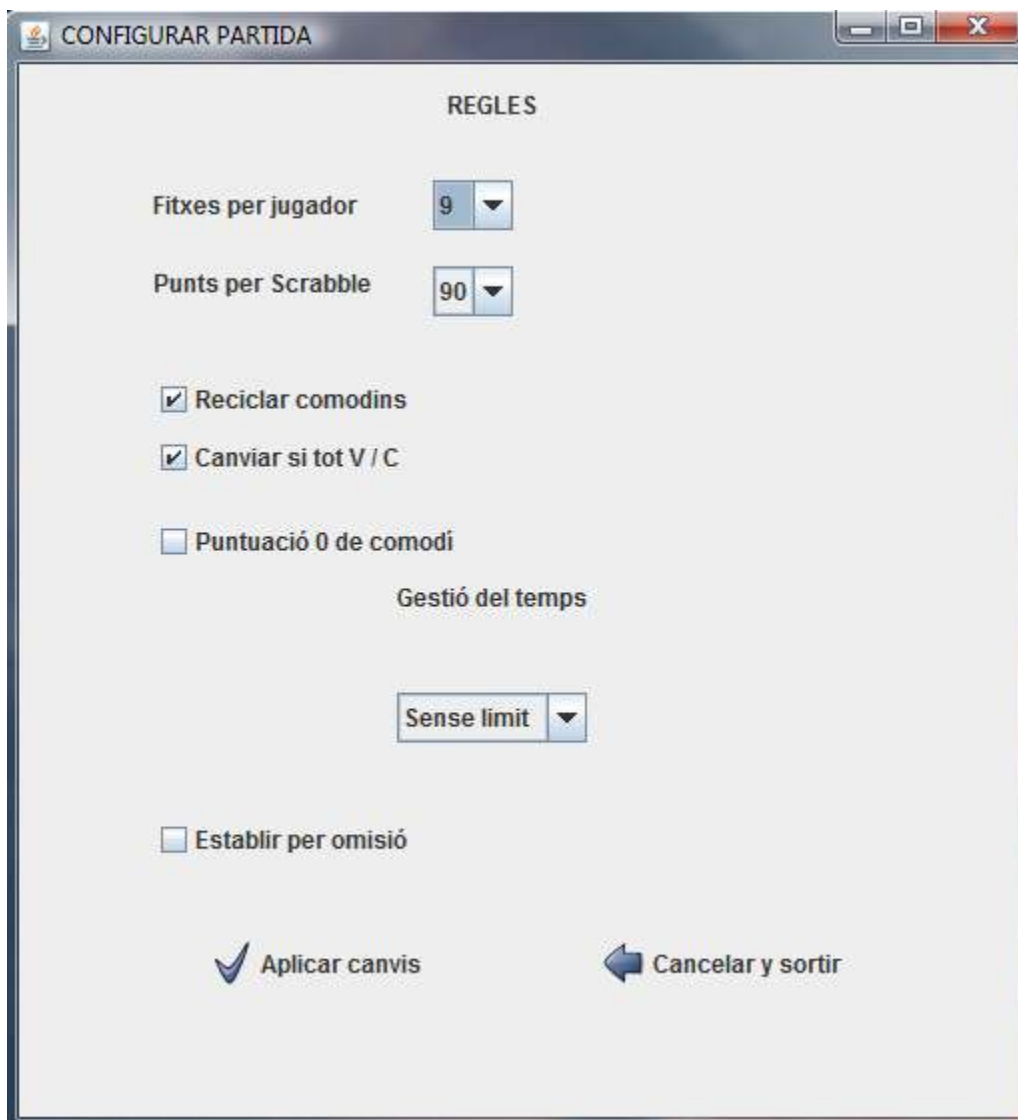 CONFIGURAR PARTIDA
REGLES
Fitxes per jugador 9
Punts per Scrabble 90
Reciclar comodins
Canviar si tot V / C
Puntuació 0 de comodí
Gestió del temps
Sense límit
Establir per omisió
Aplicar canvis Cancelar y sortir